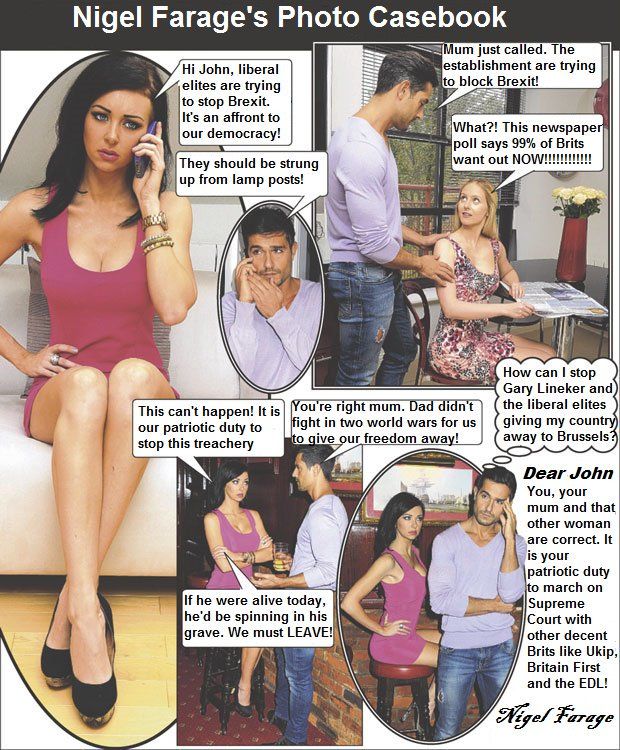 Nigel Farage's Photo Casebook
Hi John, liberal
elites are trying
to stop Brexit.
It's an affront to
our democracy!
They should be strung
up from lamp posts!
Mum just called. The
establishment are trying
to block Brexit!
What?! This newspaper
poll says 99% of Brits
want out NOW!!!!!!!!!!!!
This can't happen! It is
our patriotic duty to
stop this treachery
You're right mum. Dad didn't
fight in two world wars for us
to give our freedom away!
If he were alive today,
he'd be spinning in his
grave. We must LEAVE!
How can I stop
Gary Lineker and
the liberal elites
giving my country
away to Brussels?
Dear John
You, your
mum and that
other woman
are correct. It
is your
patriotic duty
to march on
Supreme
Court with
other decent
Brits like Ukip,
Britain First
and the EDL!
Nigel Farage